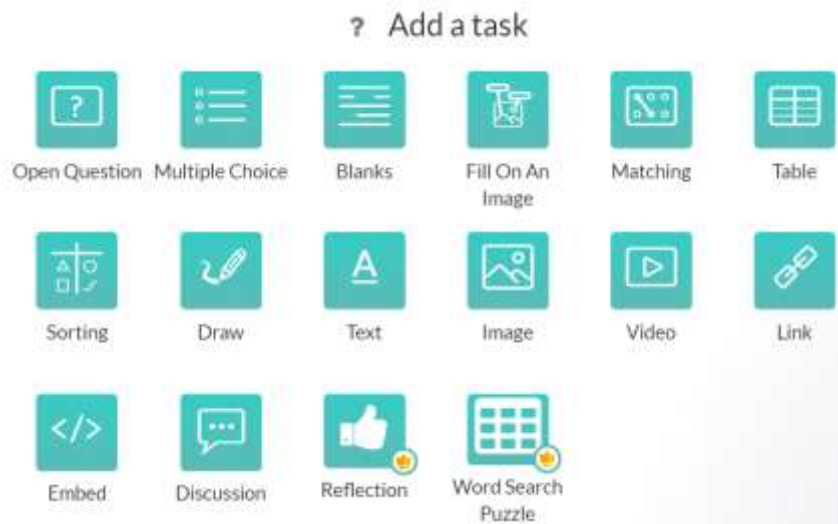 ? Add a task
Open Question Multiple Choice Blanks Fill On An Image Matching Table
Sorting Draw Text Image Video Link
Embed Discussion Reflection Word Search Puzzle